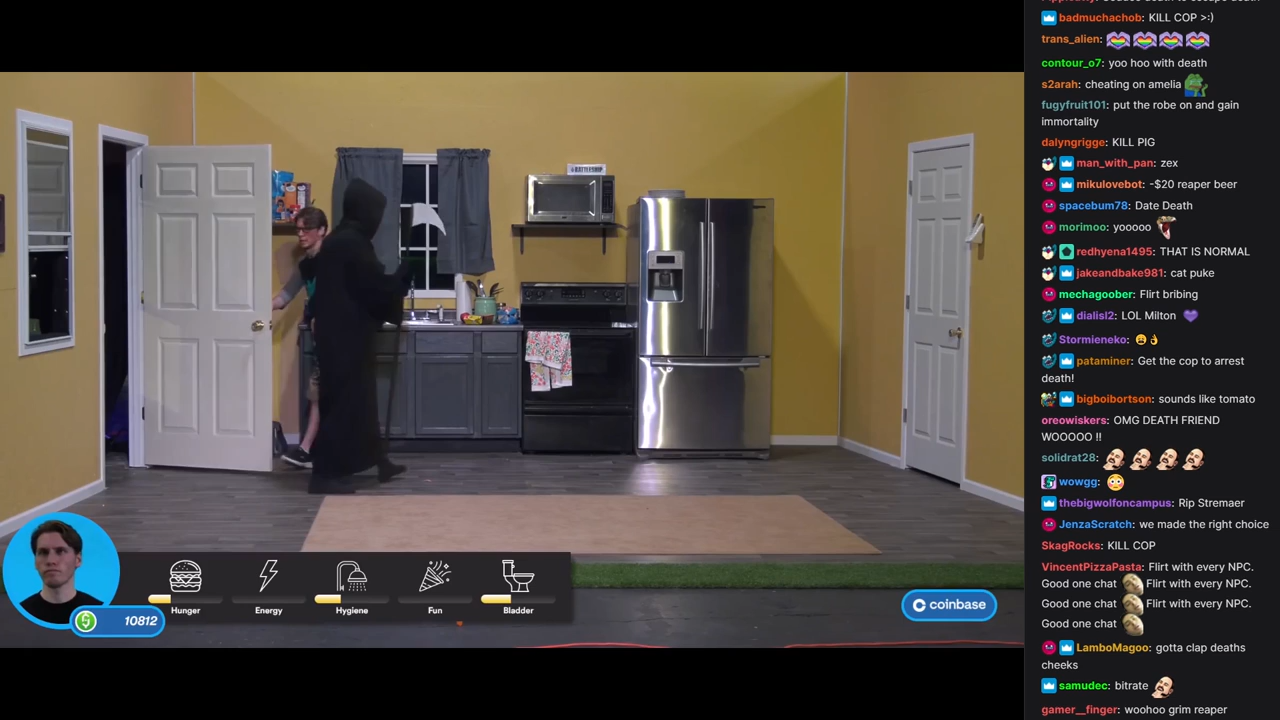 BATTLESHIP
Hunger
Energy
Hygiene
Fun
Bladder
10812
coinbase
badmuchachob: KILL COP >:)
trans_alien:
contour_o7: yoo hoo with death
s2arah: cheating on amelia
fugyfruit101: put the robe on and gain
immortality
dalyngrigge: KILL PIG
man_with_pan: zex
mikulovebot: -$20 reaper beer
spacebum78: Date Death
morimoo: yooooo
redhyena1495: THAT IS NORMAL
jakeandbake981: cat puke
mechagoober: Flirt bribing
dialisl2: LOL Milton
Stormieneko:
pataminer: Get the cop to arrest
death!
bigboibortson: sounds like tomato
oreowiskers: OMG DEATH FRIEND
WOOOOO !!
solidrat28:
wowgg:
thebigwolfoncampus: Rip Stremaer
JenzaScratch: we made the right choice
SkagRocks: KILL COP
VincentPizzaPasta: Flirt with every NPC.
Good one chat Flirt with every NPC.
Good one chat Flirt with every NPC.
Good one chat
LamboMagoo: gotta clap deaths
cheeks
samudec: bitrate
gamer__finger: woohoo grim reaper